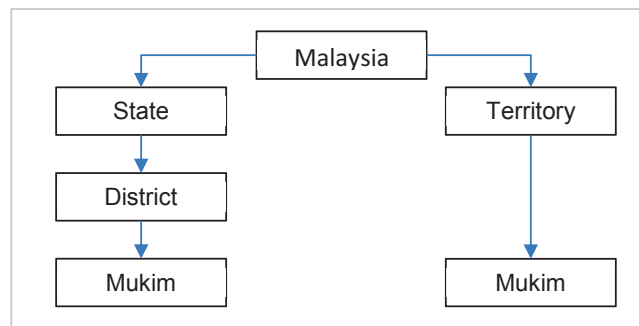 Malaysia
State
Territory
District
Mukim
Mukim